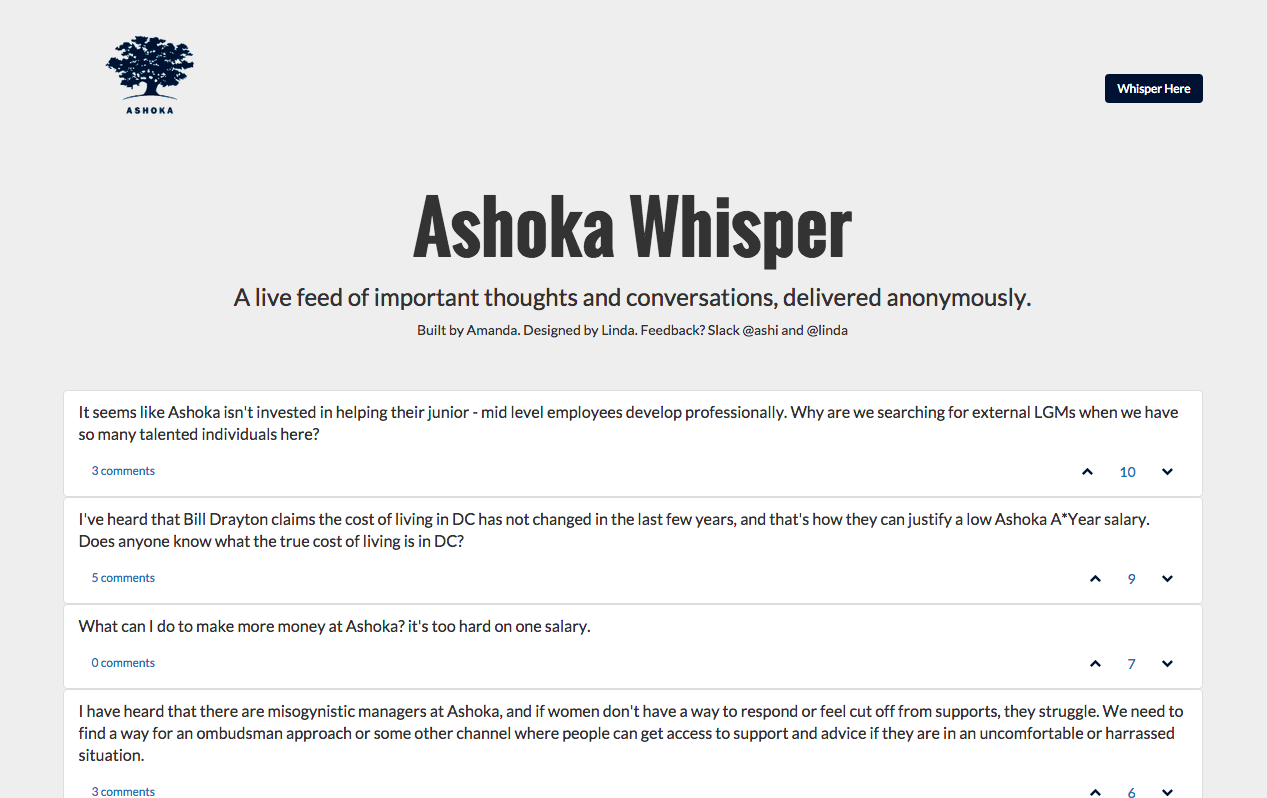 ASHOKA
Whisper Here
Ashoka Whisper
A live feed of important thoughts and conversations, delivered anonymously.
Built by Amanda. Designed by Linda. Feedback? Slack @ashi and @linda
It seems like Ashoka isn't invested in helping their junior - mid level employees develop professionally. Why are we searching for external LGMs when we have
so many talented individuals here?
3 comments
10
I've heard that Bill Drayton claims the cost of living in DC has not changed in the last few years, and that's how they can justify a low Ashoka A*Year salary.
Does anyone know what the true cost of living is in DC?
5 comments
9
What can I do to make more money at Ashoka? it's too hard on one salary.
0 comments
7
I have heard that there are misogynistic managers at Ashoka, and if women don't have a way to respond or feel cut off from supports, they struggle. We need to
find a way for an ombudsman approach or some other channel where people can get access to support and advice if they are in an uncomfortable or harrassed
situation.
3 comments
6